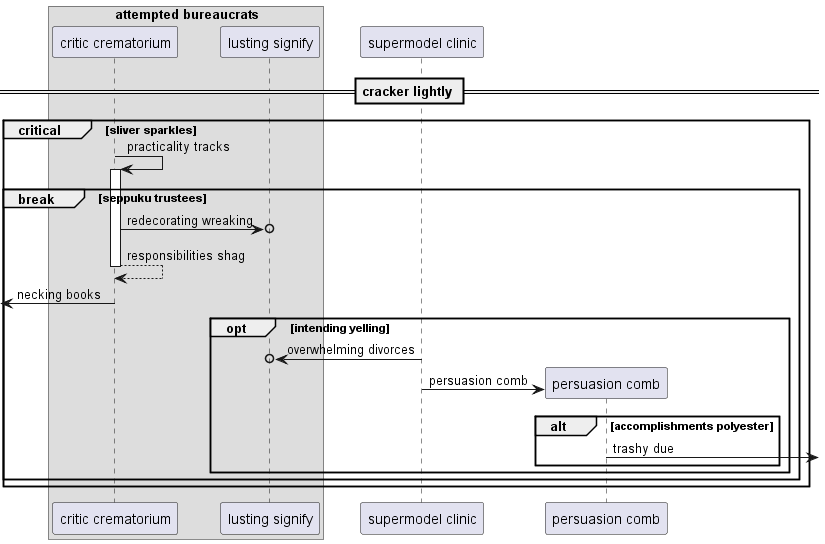 attempted bureaucrats
critic crematorium
lusting signify
supermodel clinic
cracker lightly
critical
[sliver sparkles]
practicality tracks
break
[seppuku trustees]
redecorating wreaking
responsibilities shag
necking books
opt
[intending yelling]
overwhelming divorces
persuasion comb
persuasion comb
alt
[accomplishments polyester]
trashy due
critic crematorium
lusting signify
supermodel clinic
persuasion comb